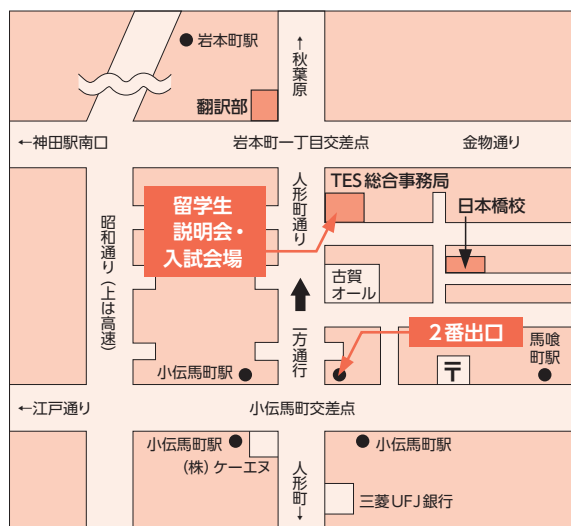 岩本町駅
←秋葉原
翻訳部
←神田駅南口
岩本町一丁目交差点
金物通り
人形町通り
TES総合事務局
日本橋校
留学生
説明会・
入試会場
昭和通り(上は高速)
古賀
オール
一方通行
2番出口
馬喰
町駅
小伝馬町駅
〒
←江戸通り
小伝馬町交差点
小伝馬町駅
(株)ケーエヌ
小伝馬町駅
人形町→
三菱UFJ銀行